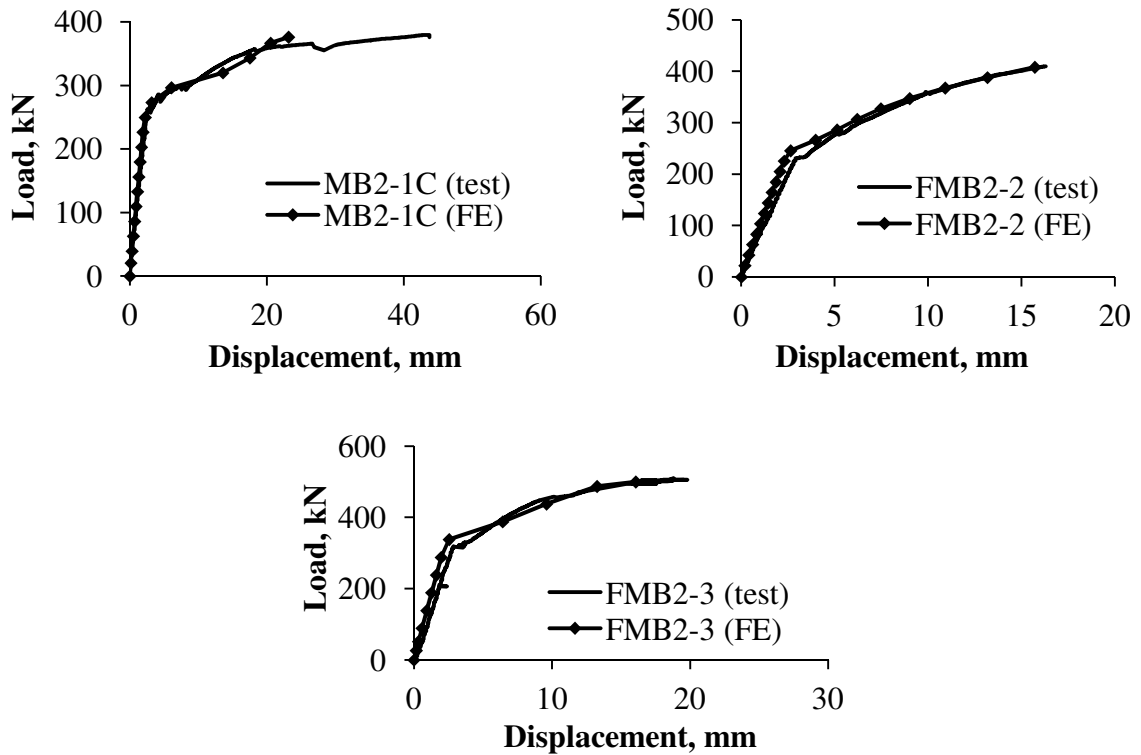 400
300
200
100
0
Load, kN
MB2-1C (test)
MB2-1C (FE)
0 20 40 60
Displacement, mm
500
400
300
200
100
0
Load, kN
FMB2-2 (test)
FMB2-2 (FE)
0 5 10 15 20
Displacement, mm
600
400
200
0
Load, kN
FMB2-3 (test)
FMB2-3 (FE)
0 10 20 30
Displacement, mm